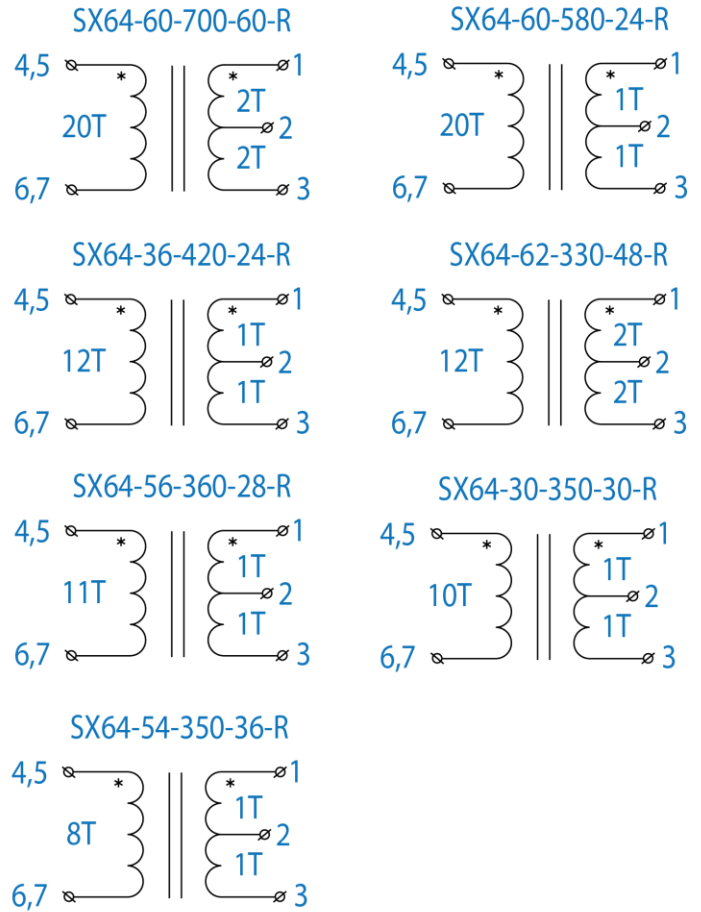 SX64-60-700-60-R
4,5 * * 1
20T 2T 2
2T
6,7 3
SX64-60-580-24-R
4,5 * * 1
20T 1T 2
1T
6,7 3
SX64-36-420-24-R
4,5 * * 1
12T 1T 2
1T
6,7 3
SX64-62-330-48-R
4,5 * * 1
12T 2T 2
2T
6,7 3
SX64-56-360-28-R
4,5 * * 1
11T 1T 2
1T
6,7 3
SX64-30-350-30-R
4,5 * * 1
10T 1T 2
1T
6,7 3
SX64-54-350-36-R
4,5 * * 1
8T 1T 2
1T
6,7 3